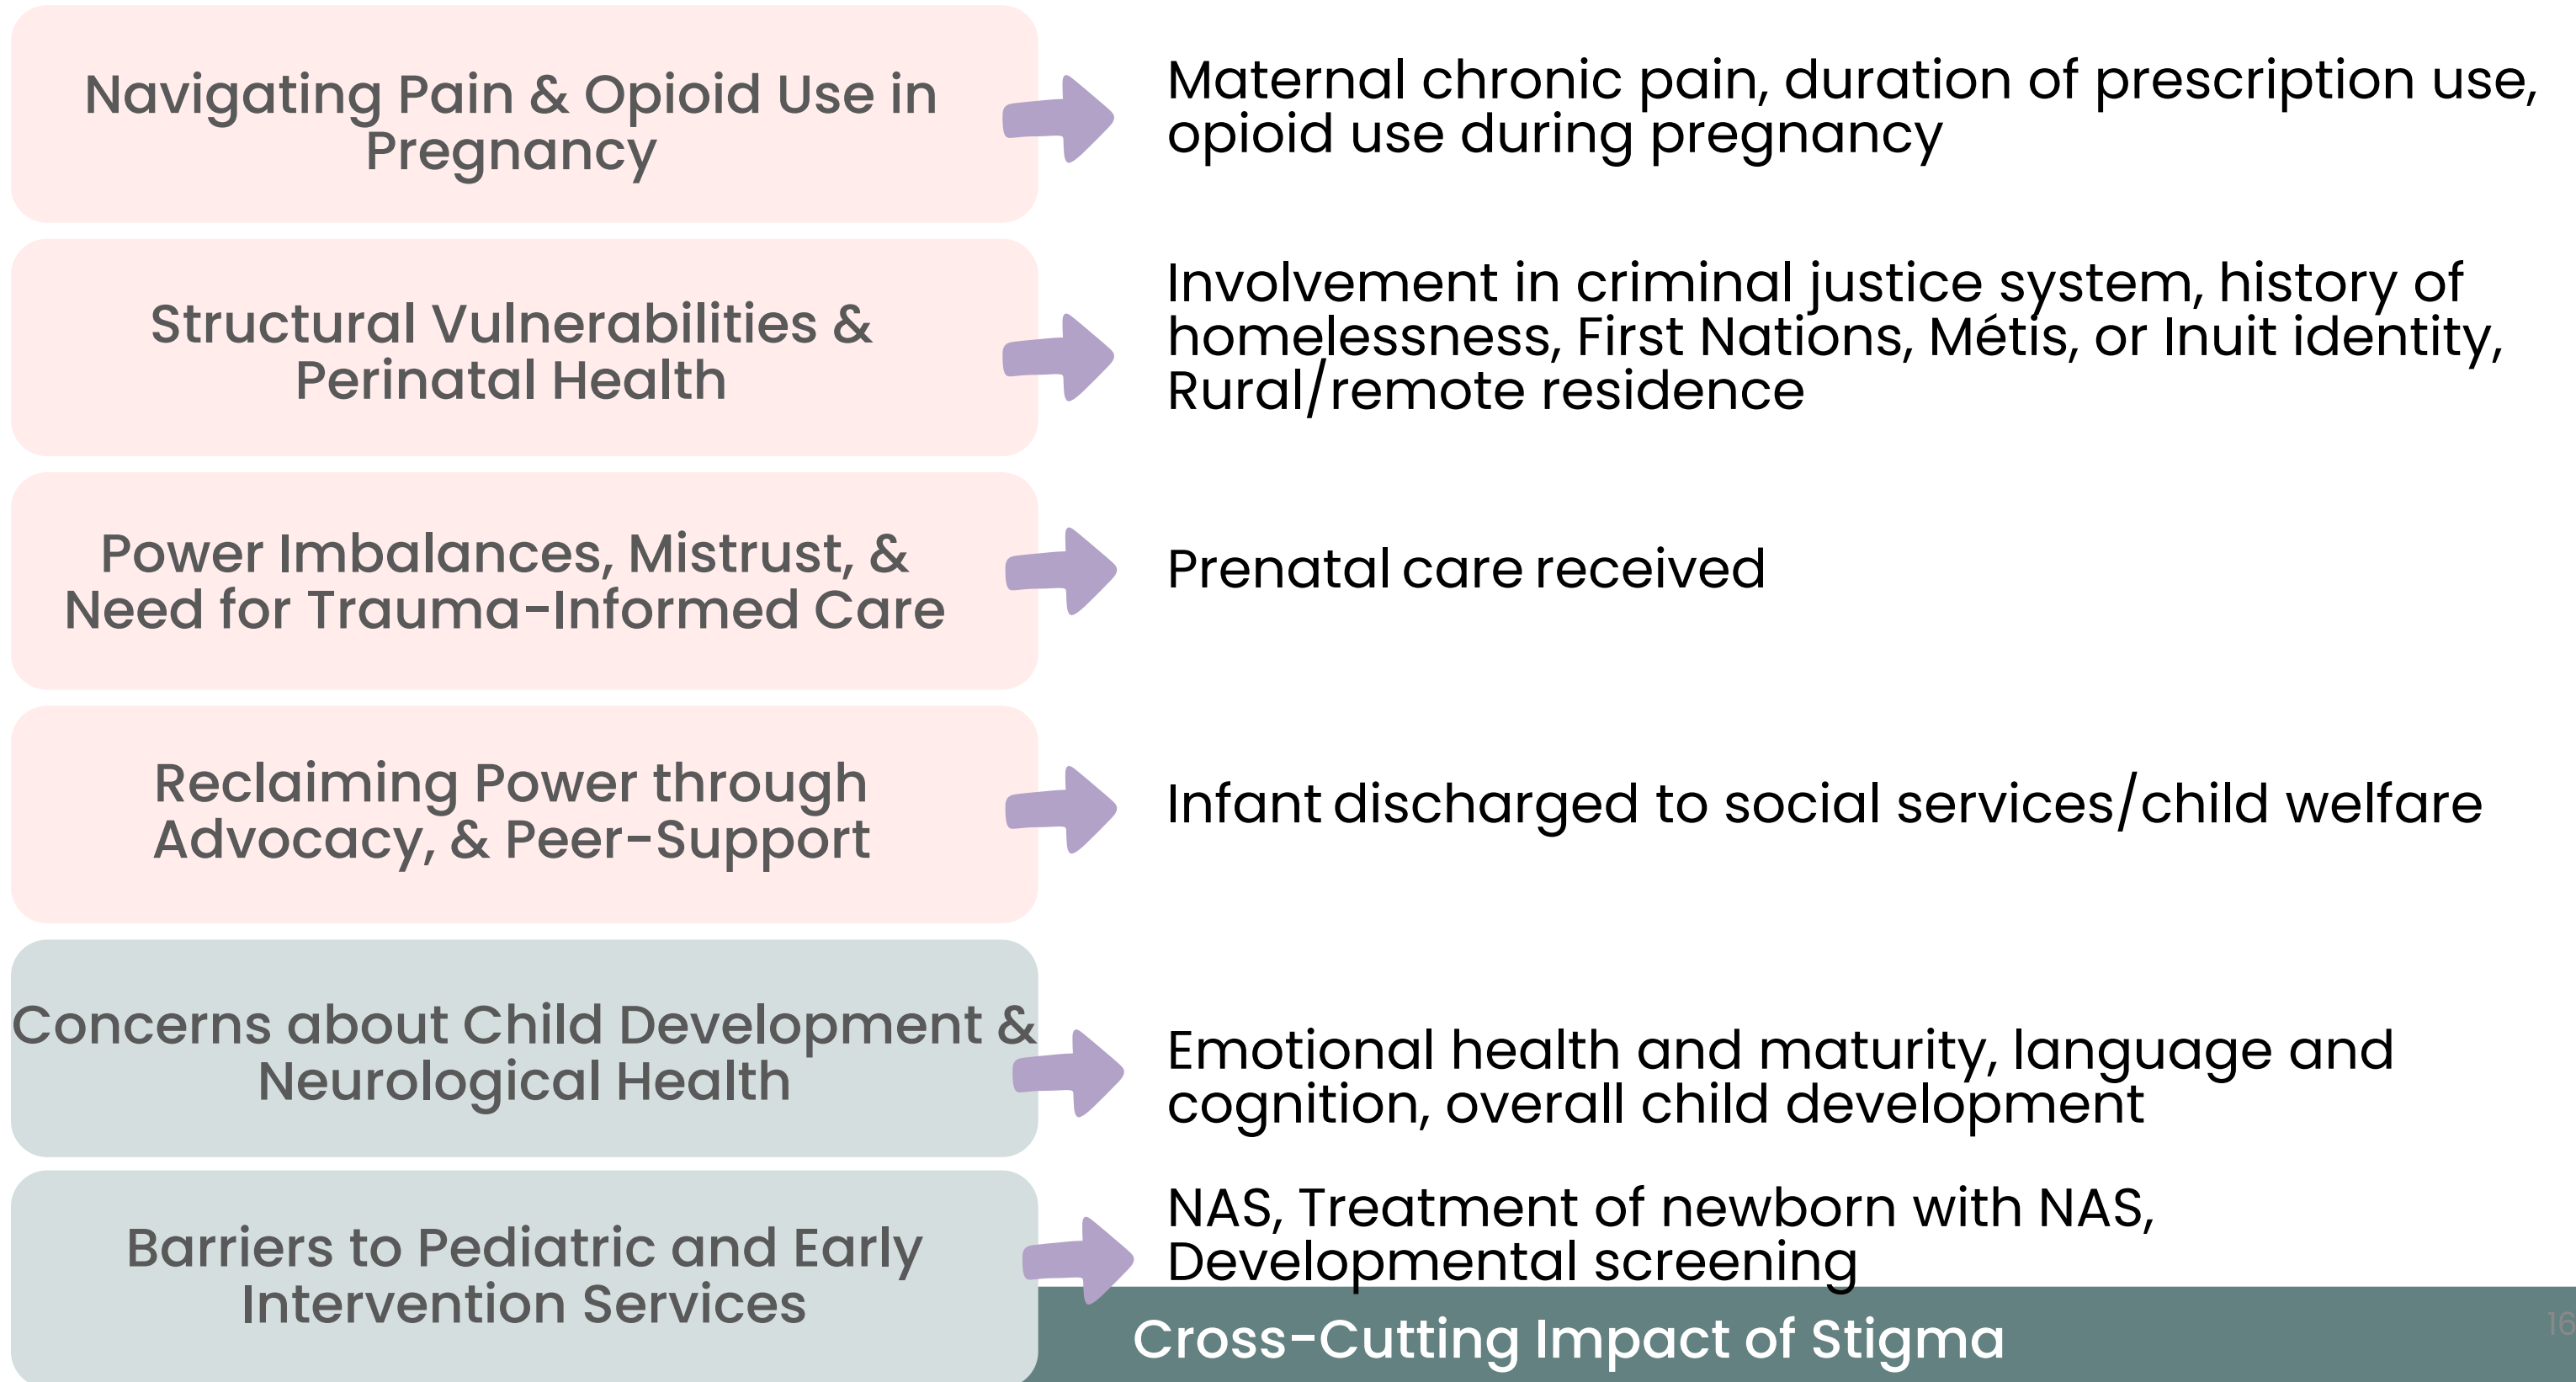 Navigating Pain & Opioid Use in
Pregnancy
Maternal chronic pain, duration of prescription use,
opioid use during pregnancy
Structural Vulnerabilities &
Perinatal Health
Involvement in criminal justice system, history of
homelessness, First Nations, Métis, or Inuit identity,
Rural/remote residence
Power Imbalances, Mistrust, &
Need for Trauma-Informed Care
Prenatal care received
Reclaiming Power through
Advocacy, & Peer-Support
Infant discharged to social services/child welfare
Concerns about Child Development &
Neurological Health
Emotional health and maturity, language and
cognition, overall child development
Barriers to Pediatric and Early
Intervention Services
NAS, Treatment of newborn with NAS,
Developmental screening
Cross-Cutting Impact of Stigma
16